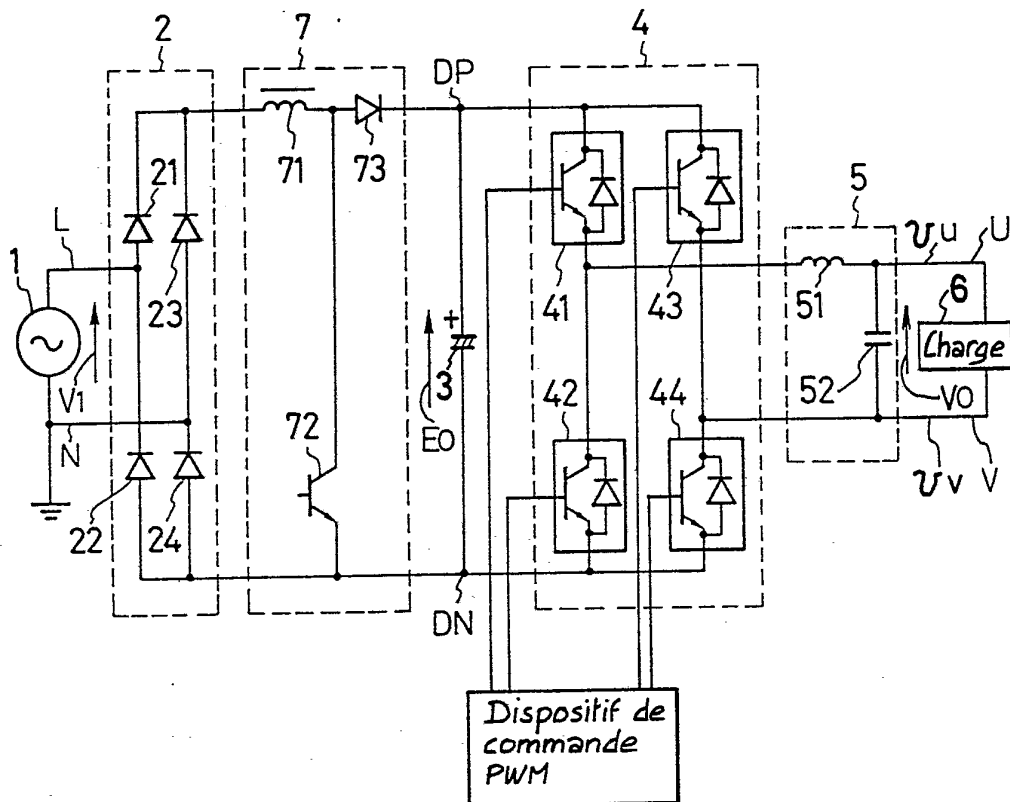 2
7
4
DP
21
71
73
5
L
υu
U
1
23
41
43
51
6
Charge
+
3
V1
42
44
52
VO
N
72
EO
υv
V
22
24
DN
Dispositif de
commande
PWM